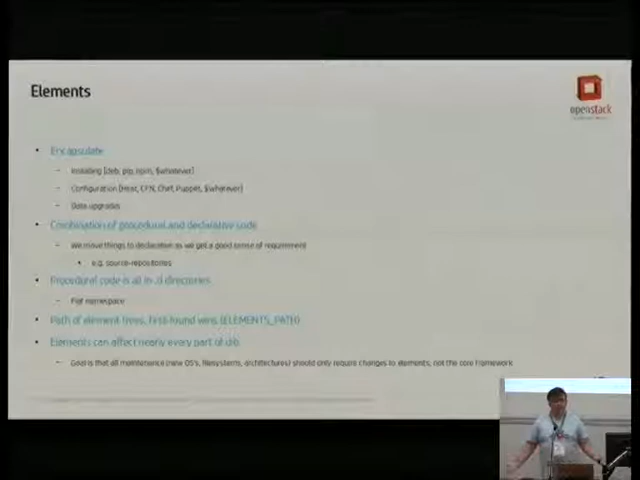 Elements
openstack
Encapsulate
Installing [deb, pip, rpm, $whatever]
Configuration [Heat, CFN, Chef, Puppet, $whatever]
Data upgrades
Combination of procedural and declarative code
We move things to declarative as we get a good sense of requirement
e.g. source-repositories
Procedural code is all in .d directories
Flat namespace
Path of element trees, first-found wins (ELEMENTS_PATH)
Elements can affect nearly every part of dib
Goal is that all maintenance (new OS's, filesystems, architectures) should only require changes to elements, not the core framework